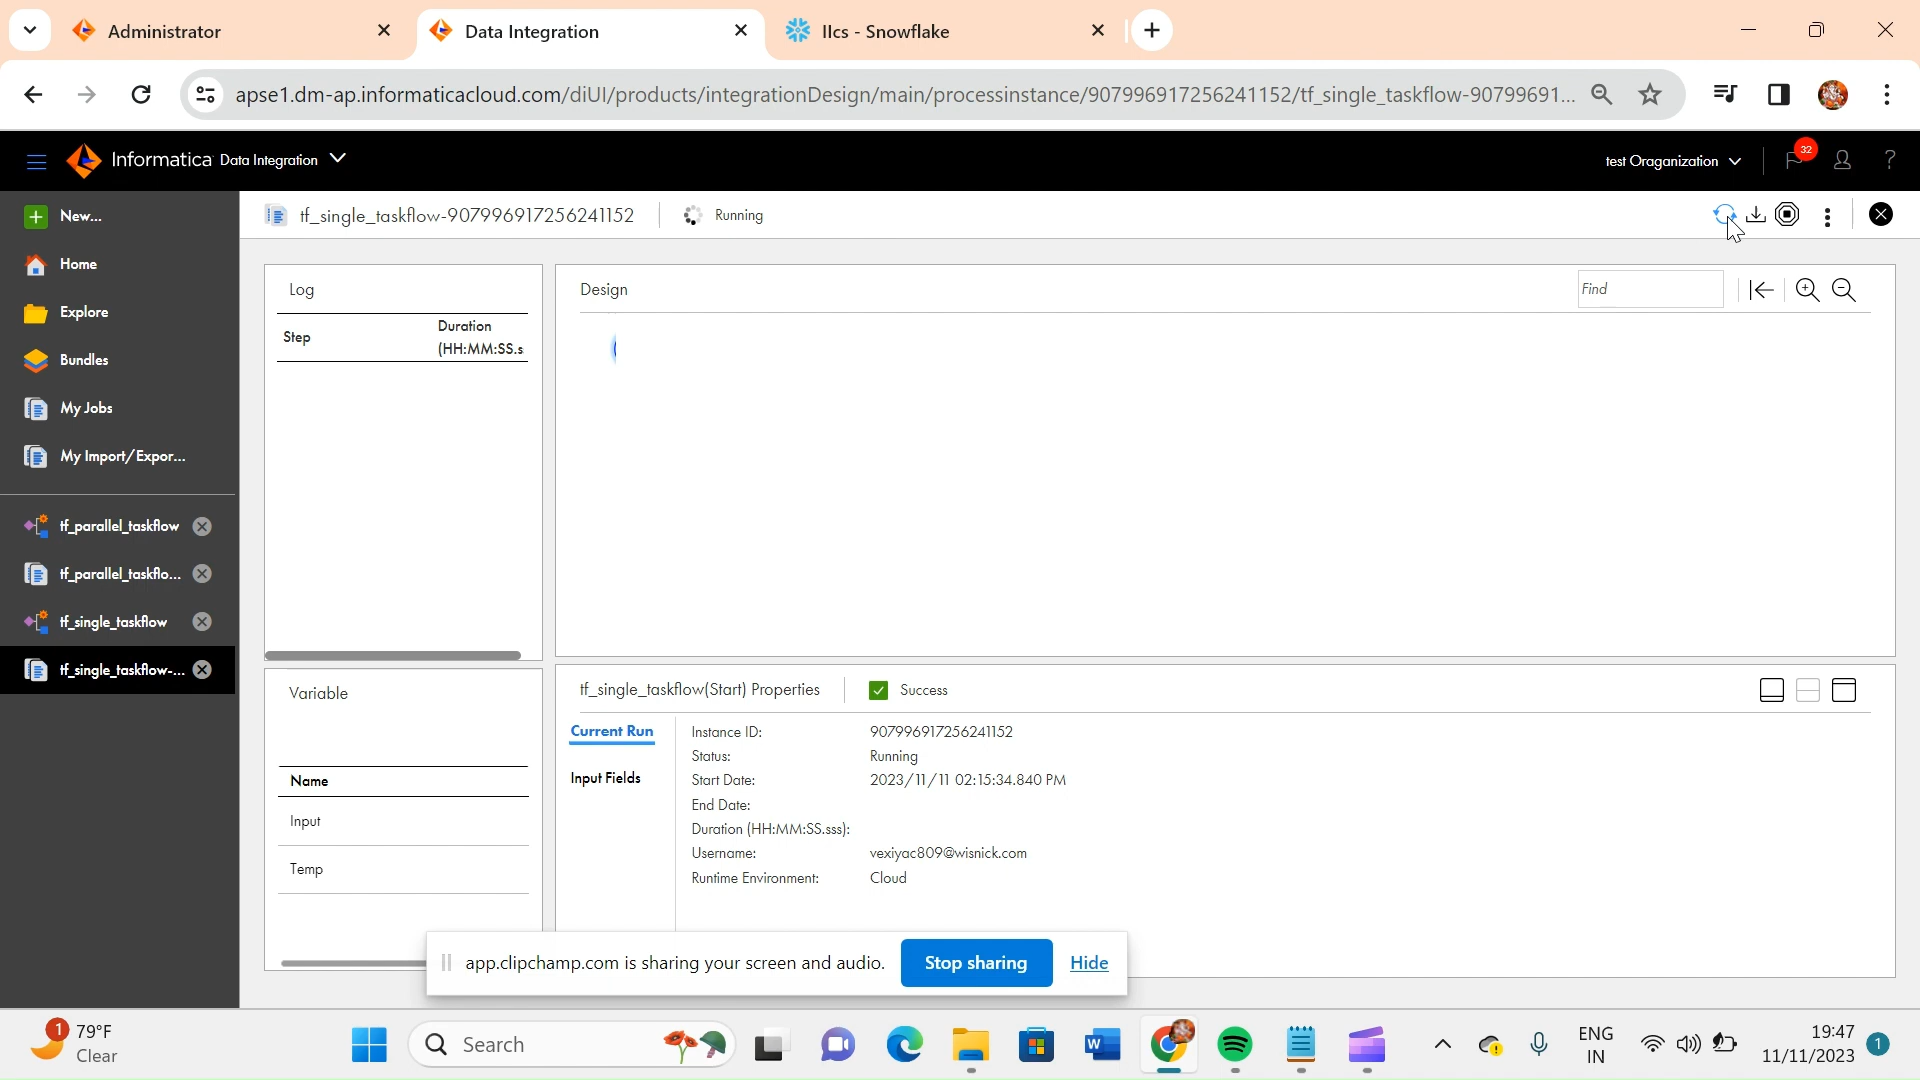 Administrator
Data Integration
IIcs - Snowflake
apse1.dm-ap.informaticacloud.com/diUI/products/integrationDesign/main/processinstance/907996917256241152/tf_single_taskflow-90799691...
Informatica Data Integration
test Oraganization
32
New...
tf_single_taskflow-907996917256241152
Running
Home
Explore
Bundles
My Jobs
My Import/Expor...
tf_parallel_taskflow
tf_parallel_taskflo...
tf_single_taskflow
tf_single_taskflow-...
Log
Step
Duration
(HH:MM:SS.s
Design
Find
Variable
Name
Input
Temp
tf_single_taskflow(Start) Properties
Success
Current Run
Input Fields
Instance ID: 907996917256241152
Status: Running
Start Date: 2023/11/11 02:15:34.840 PM
End Date:
Duration (HH:MM:SS.sss):
Username: vexiyac809@wisnick.com
Runtime Environment: Cloud
app.clipchamp.com is sharing your screen and audio.
Stop sharing
Hide
1
79°F
Clear
Search
ENG
IN
19:47
11/11/2023
1